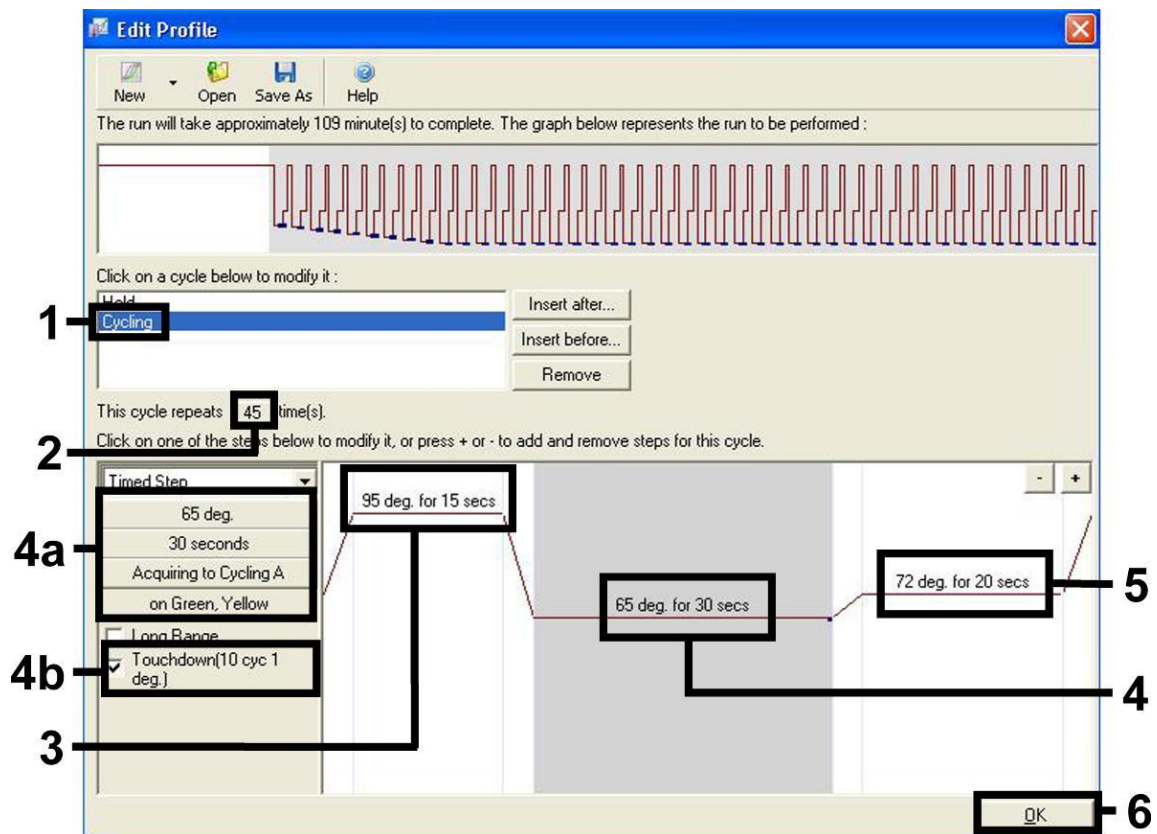 Edit Profile
New Open Save As Help
The run will take approximately 109 minute(s) to complete. The graph below represents the run to be performed :
Click on a cycle below to modify it :
Hold
1 Cycling
Insert after...
Insert before...
Remove
This cycle repeats 45 time(s).
2
Click on one of the steps below to modify it, or press + or - to add and remove steps for this cycle.
Timed Step
- +
4a
65 deg.
30 seconds
Acquiring to Cycling A
on Green, Yellow
Long Range
4b
Touchdown(10 cyc 1
deg.)
95 deg. for 15 secs
65 deg. for 30 secs
72 deg. for 20 secs
5
4
3
OK
6